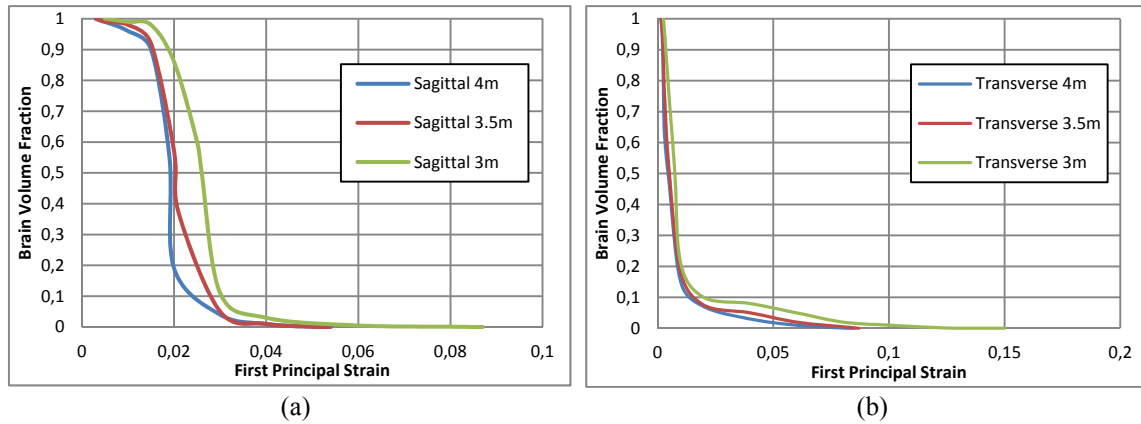 1
0,9
0,8
0,7
0,6
0,5
0,4
0,3
0,2
0,1
0
Brain Volume Fraction
Sagittal 4m
Sagittal 3.5m
Sagittal 3m
0 0,02 0,04 0,06 0,08 0,1
First Principal Strain
(a)
1
0,9
0,8
0,7
0,6
0,5
0,4
0,3
0,2
0,1
0
Brain Volume Fraction
Transverse 4m
Transverse 3.5m
Transverse 3m
0 0,05 0,1 0,15 0,2
First Principal Strain
(b)